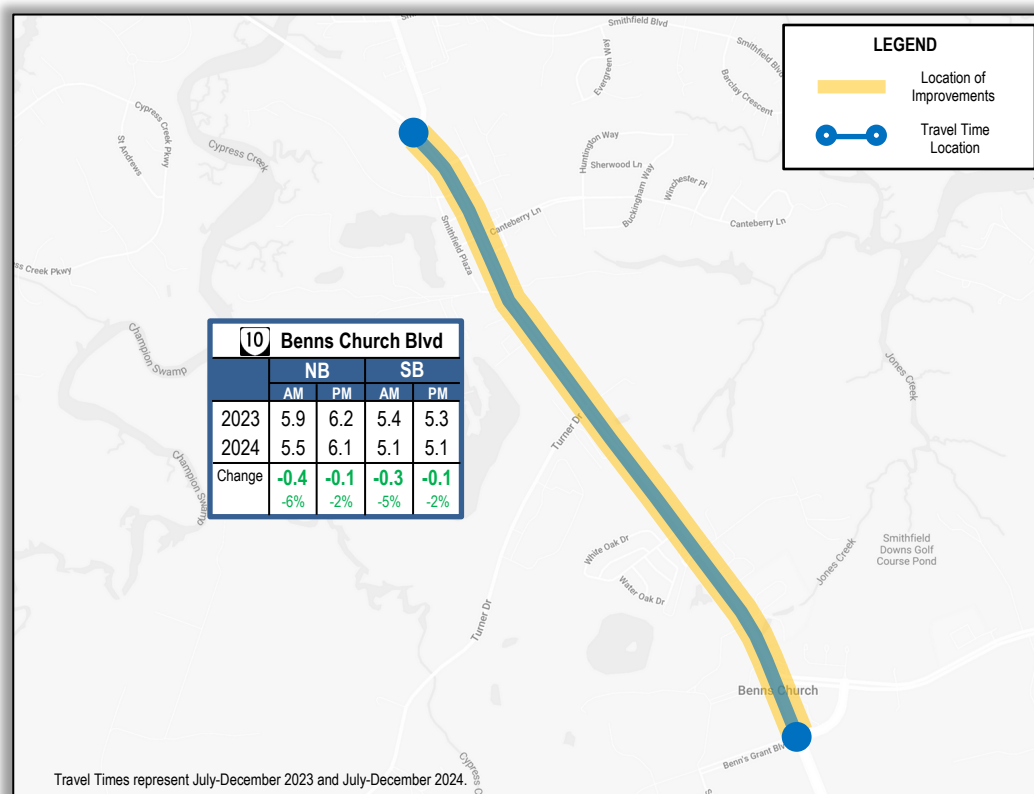 Smithfield Blvd
Smithfield Blvd
Evergreen Way
Barclay Crescent
LEGEND
Location of
Improvements
Travel Time
Location
Cypress Creek Pkwy
St Andrews
Cypress Creek
Huntington Way
Sherwood Ln
Buckingham Way
Winchester Pl
Canteberry Ln
Canteberry Ln
Smithfield Plaza
ss Creek Pkwy
Champion Swamp
Jones Creek
10 Benns Church Blvd
NB SB
AM PM AM PM
2023 5.9 6.2 5.4 5.3
2024 5.5 6.1 5.1 5.1
Change -0.4 -0.1 -0.3 -0.1
-6% -2% -5% -2%
Turner Dr
Champion Swamp
White Oak Dr
Water Oak Dr
Smithfield
Downs Golf
Course Pond
Jones Creek
Turner Dr
Benns Church
Benn's Grant Blv
Cypress C
Travel Times represent July-December 2023 and July-December 2024.